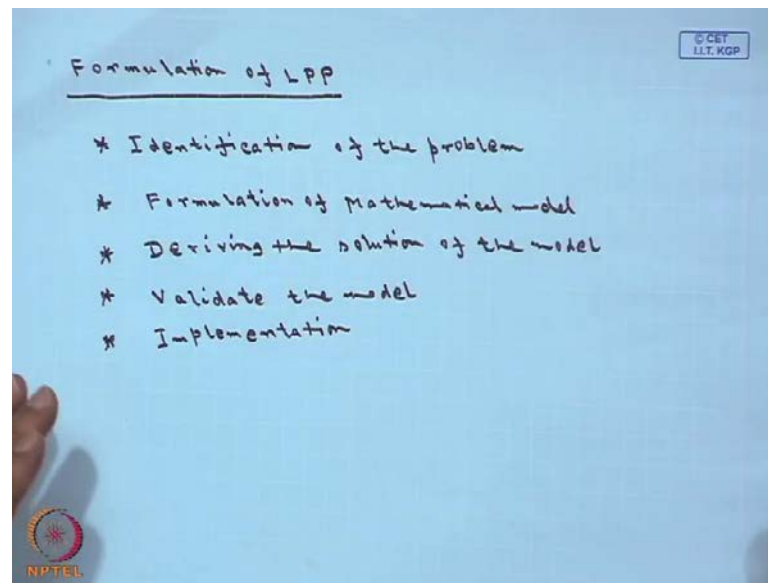 © CET
I.I.T. KGP
Formulation of LPP
* Identification of the problem
* Formulation of Mathematical model
* Deriving the solution of the model
* Validate the model
* Implementation
NPTEL